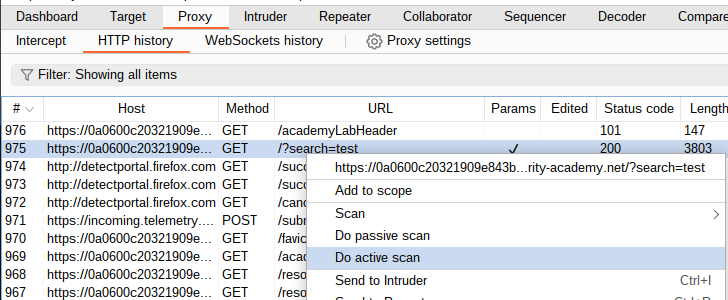 Dashboard Target Proxy Intruder Repeater Collaborator Sequencer Decoder Compare
Intercept HTTP history WebSockets history Proxy settings
Filter: Showing all items
# Host Method URL Params Edited Status code Length
976 https://0a0600c20321909e... GET /academyLabHeader 101 147
975 https://0a0600c20321909e... GET /?search=test ✓ 200 3803
974 http://detectportal.firefox.com GET /succ
973 http://detectportal.firefox.com GET /succ
972 http://detectportal.firefox.com GET /cano
971 https://incoming.telemetry.... POST /subm
970 https://0a0600c20321909e... GET /favic
969 https://0a0600c20321909e... GET /aca
968 https://0a0600c20321909e... GET /reso
967 https://0a0600c20321909e... GET /reso
https://0a0600c20321909e843b...rity-academy.net/?search=test
Add to scope
Scan
Do passive scan
Do active scan
Send to Intruder Ctrl+I